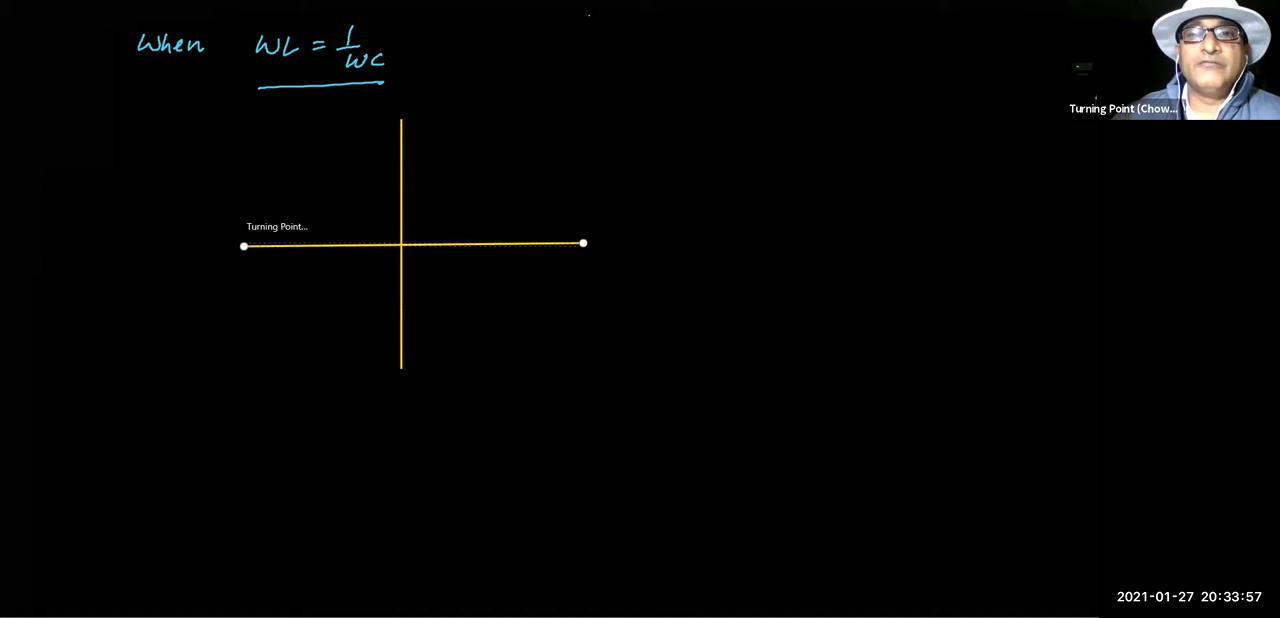 When ωL = 1/ωC
Turning Point (Chow...
Turning Point...
2021-01-27 20:33:57